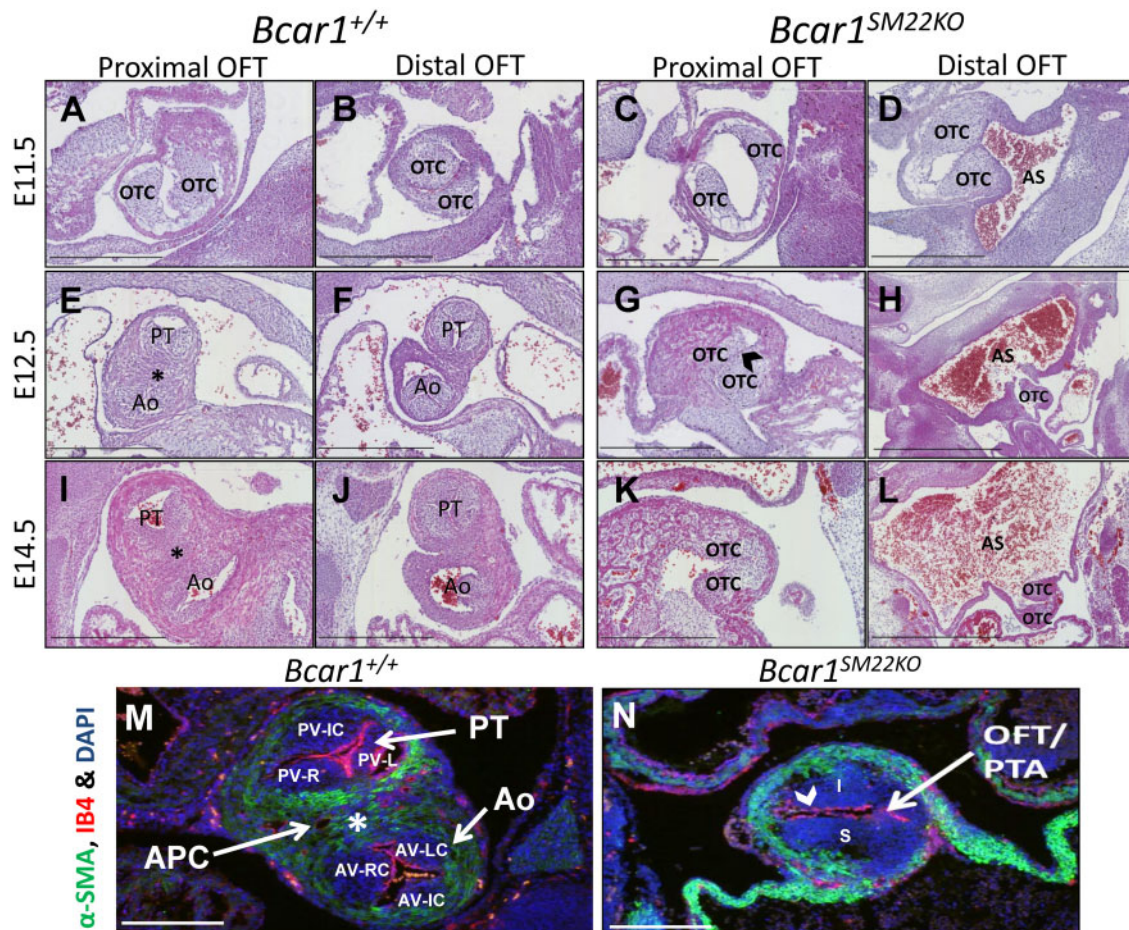 Bcar1+/+ Bcar1SM22KO
Proximal OFT Distal OFT Proximal OFT Distal OFT
E11.5
A OTC OTC
B OTC OTC
C OTC OTC
D OTC OTC AS
E12.5
E PT * Ao
F PT Ao
G OTC OTC
H AS OTC
E14.5
I PT * Ao
J PT Ao
K OTC OTC
L AS OTC OTC
Bcar1+/+ Bcar1SM22KO
α-SMA, IB4 & DAPI
M
PV-IC
PT
PV-R
PV-L
Ao
*
APC
AV-LC
AV-RC
AV-IC
N
OFT/
PTA
I
S